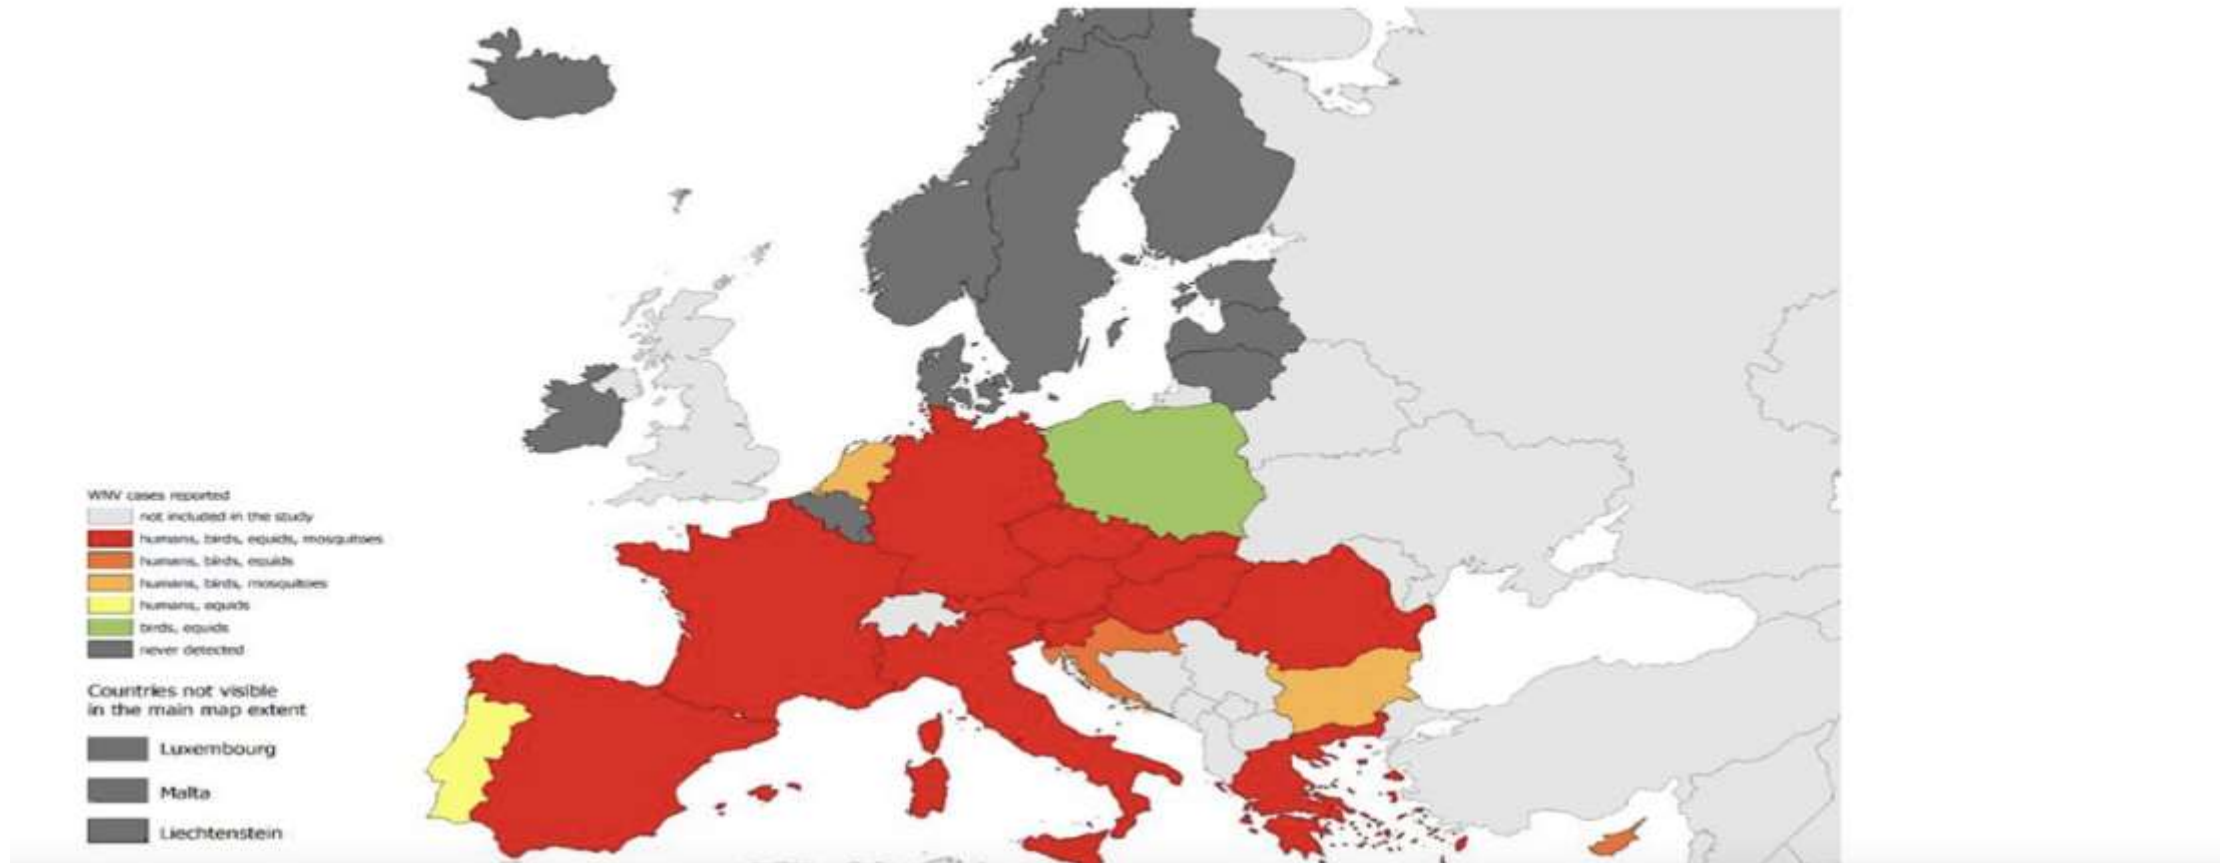 WNV cases reported
not included in the study
humans, birds, equids, mosquitoes
humans, birds, equids
humans, birds, mosquitoes
humans, equids
birds, equids
never detected
Countries not visible
in the main map extent
Luxembourg
Malta
Liechtenstein